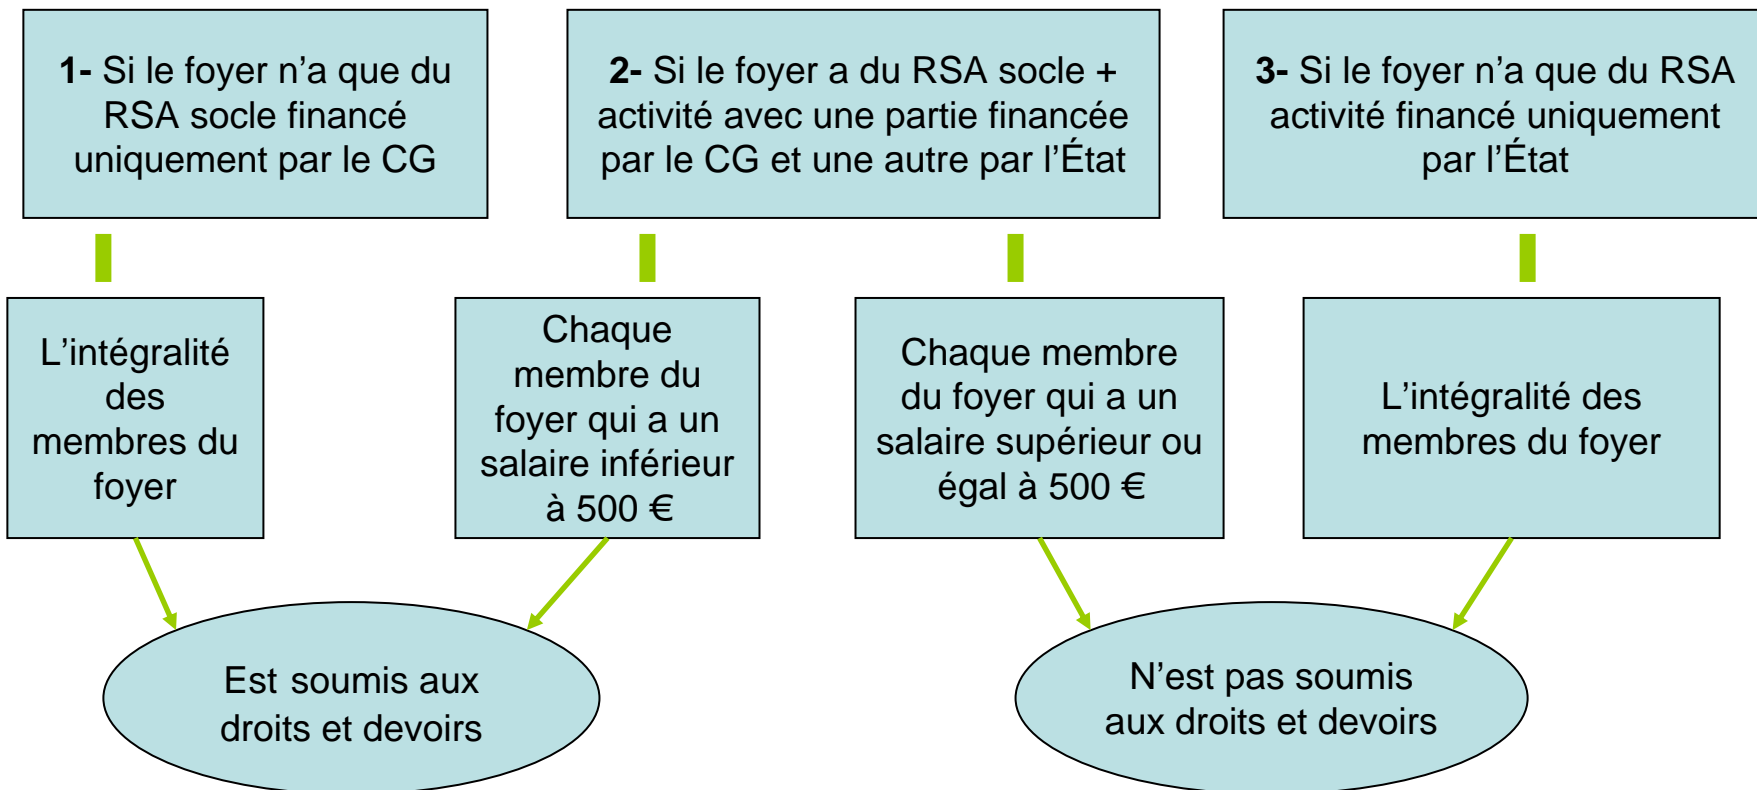 1- Si le foyer n’a que du
RSA socle financé
uniquement par le CG
2- Si le foyer a du RSA socle +
activité avec une partie financée
par le CG et une autre par l’État
3- Si le foyer n’a que du RSA
activité financé uniquement
par l’État
L’intégralité
des
membres du
foyer
Chaque
membre du
foyer qui a un
salaire inférieur
à 500 €
Chaque membre
du foyer qui a un
salaire supérieur ou
égal à 500 €
L’intégralité des
membres du foyer
Est soumis aux
droits et devoirs
N’est pas soumis
aux droits et devoirs